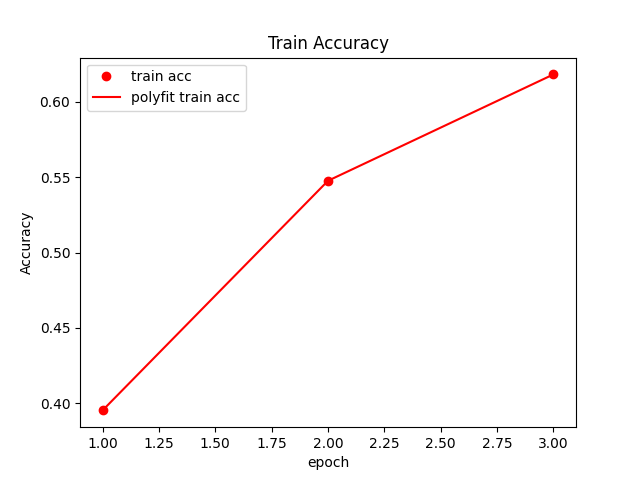 Train Accuracy
train acc
polyfit train acc
Accuracy
0.60
0.55
0.50
0.45
0.40
1.00 1.25 1.50 1.75 2.00 2.25 2.50 2.75 3.00
epoch